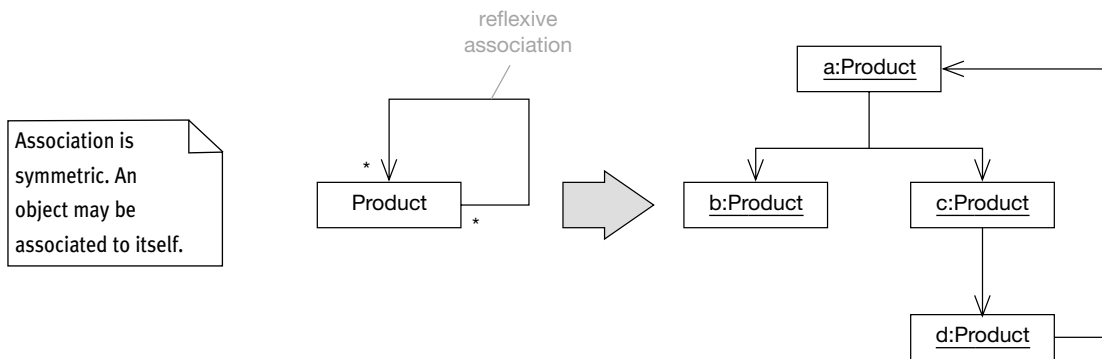 reflexive
association
a:Product
Association is
symmetric. An
object may be
associated to itself.
*
Product
*
b:Product
c:Product
d:Product